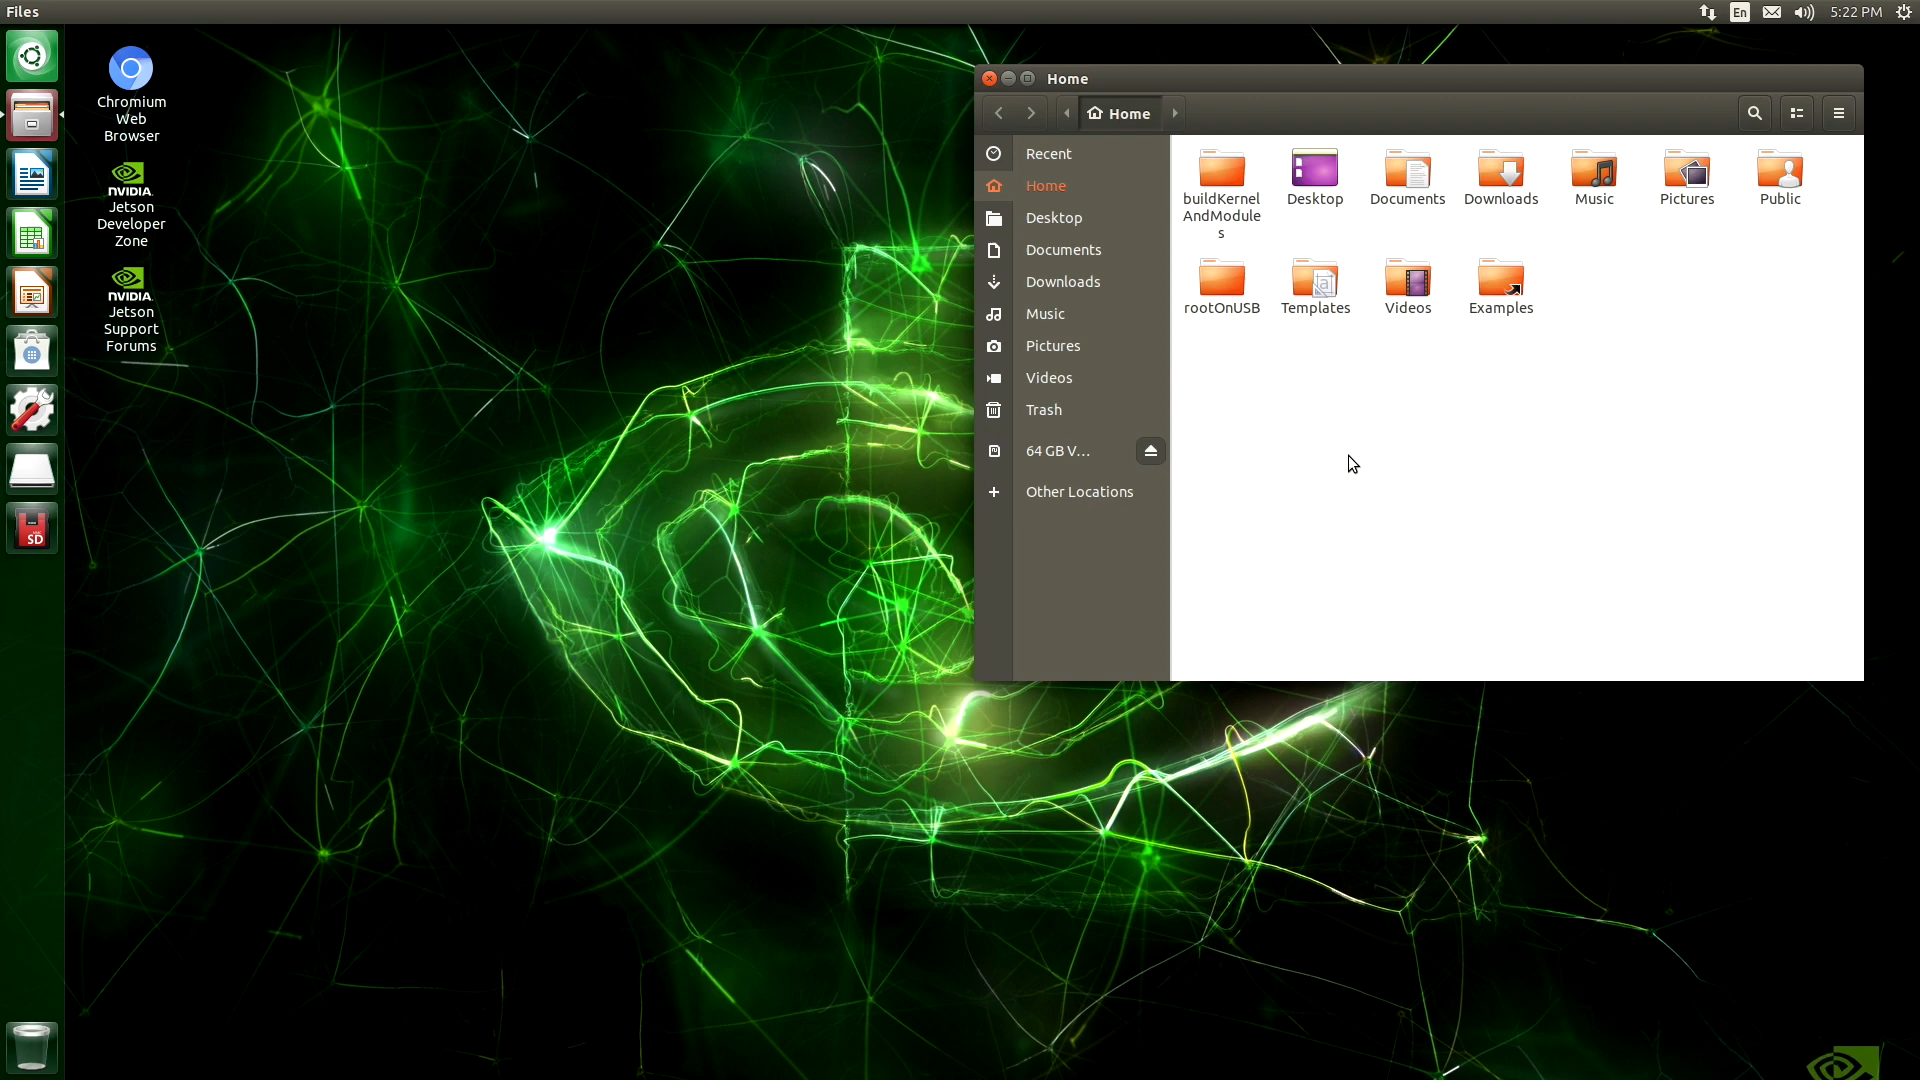 Files
En
5:22 PM
Chromium
Web
Browser
NVIDIA.
Jetson
Developer
Zone
NVIDIA.
Jetson
Support
Forums
SD
Home
Home
Recent
Home
Desktop
Documents
Downloads
Music
Pictures
Videos
Trash
64 GB V...
Other Locations
buildKernel
AndModule
s
Desktop
Documents
Downloads
Music
Pictures
Public
rootOnUSB
Templates
Videos
Examples